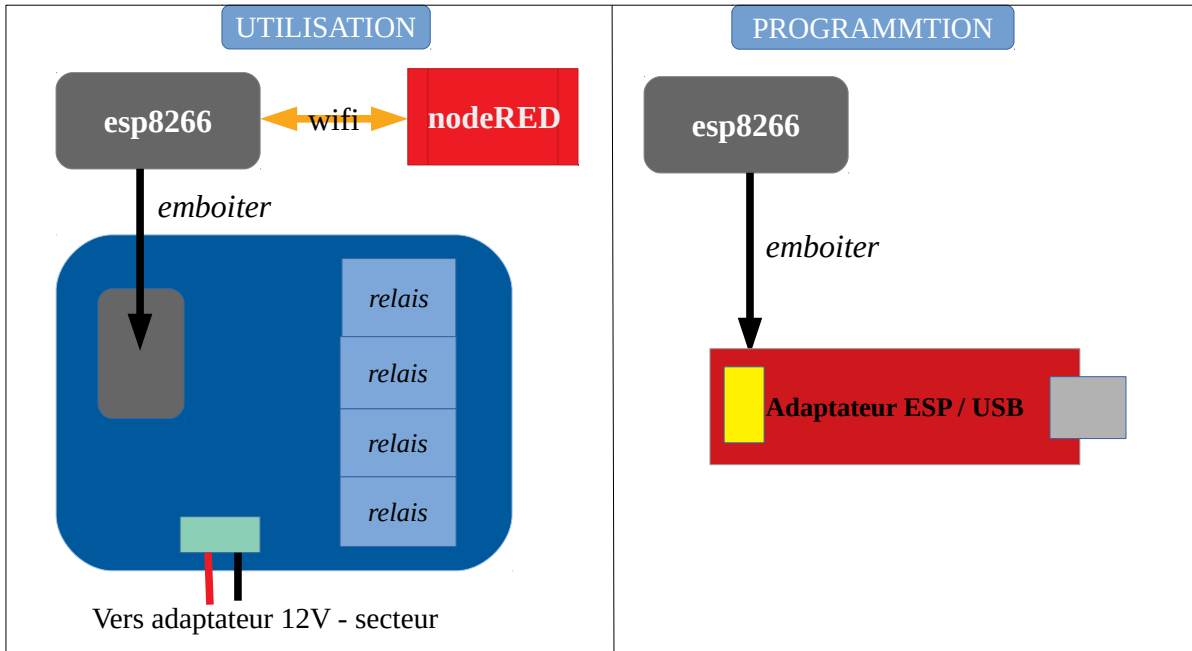 UTILISATION
esp8266
wifi
nodeRED
emboiter
relais
relais
relais
relais
Vers adaptateur 12V - secteur
PROGRAMMTION
esp8266
emboiter
Adaptateur ESP / USB